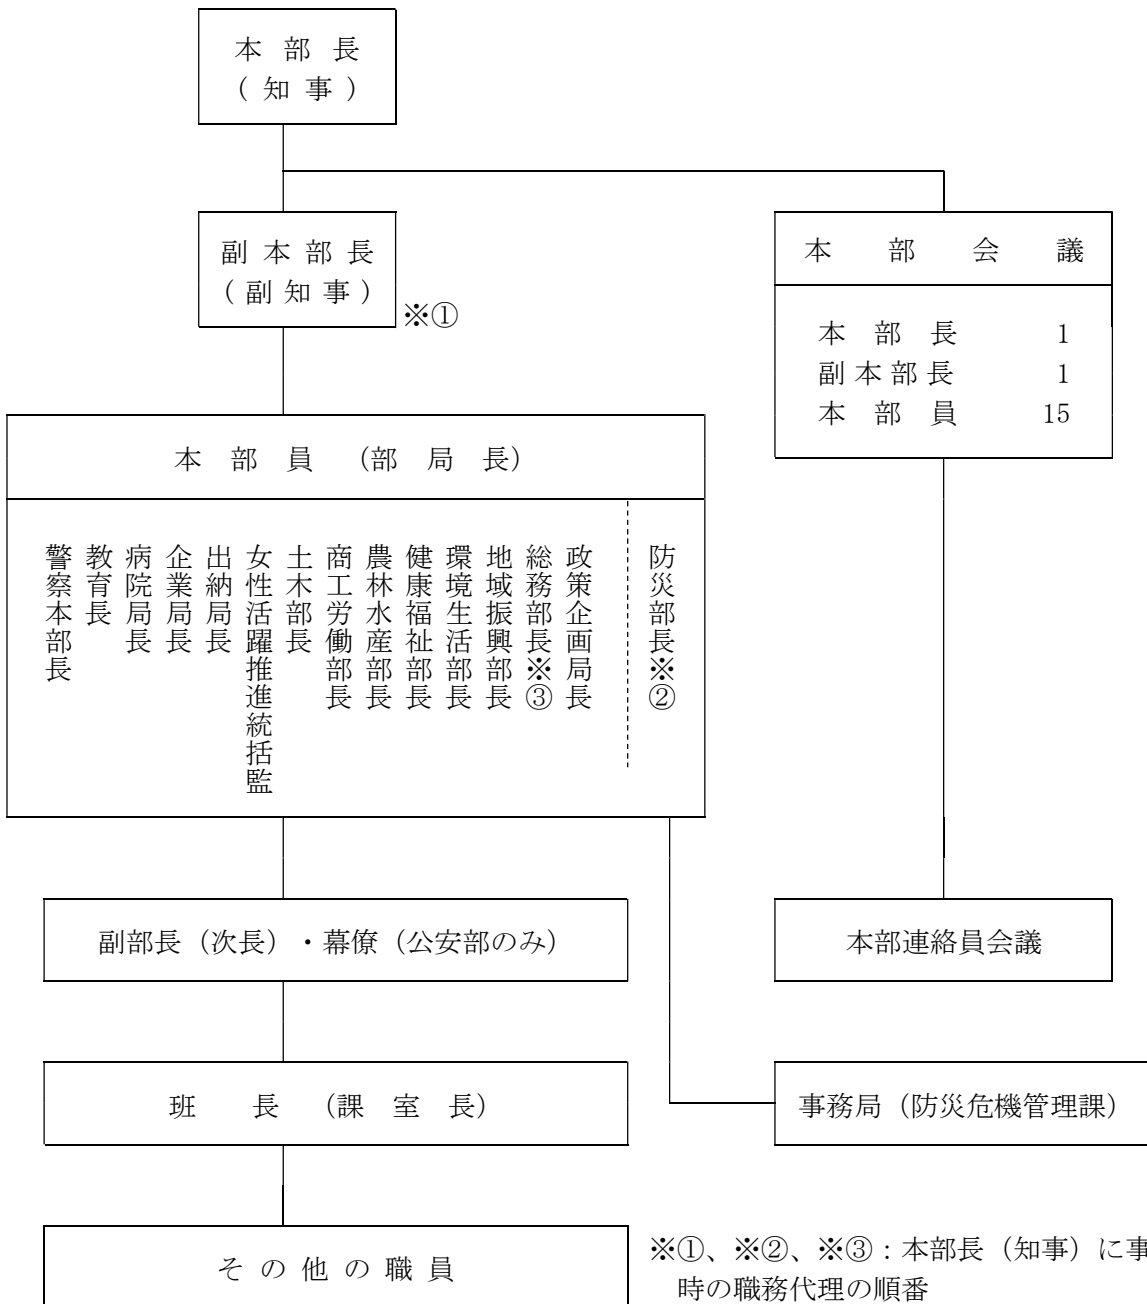 本部長
(知事)
副本部長
(副知事)
※①
本部会議
本部長 1
副本部長 1
本部員 15
本部員 (部局長)
防災部長※②
政策企画局長
総務部長※③
地域振興部長
環境生活部長
健康福祉部長
農林水産部長
商工労働部長
土木部長
女性活躍推進統括監
出納局長
企業局長
病院局長
教育長
警察本部長
副部長(次長)・幕僚(公安部のみ)
本部連絡員会議
班長 (課室長)
事務局(防災危機管理課)
その他の職員
※①、※②、※③：本部長(知事)に事
時の職務代理の順番